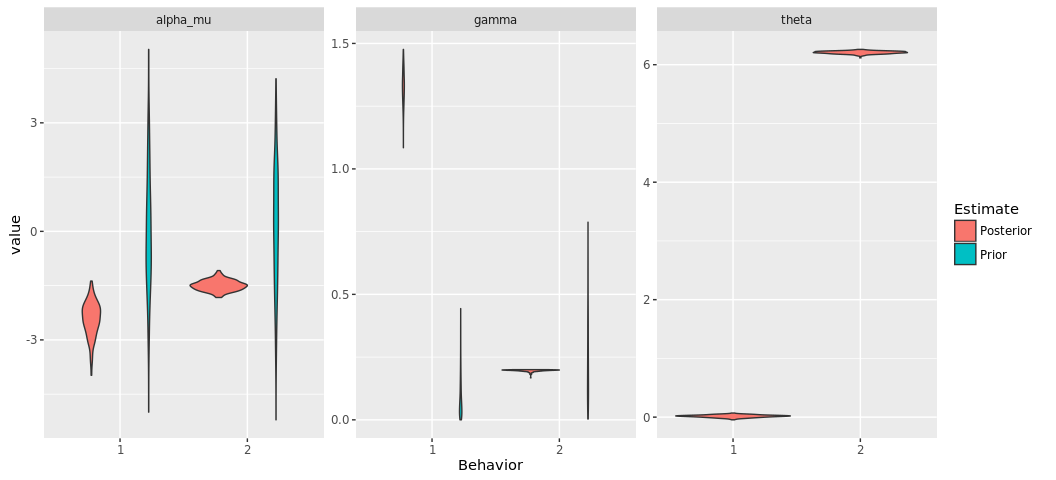 alpha_mu
gamma
theta
value
3
0
-3
1.5
1.0
0.5
0.0
6
4
2
0
1
2
1
2
1
2
Behavior
Estimate
Posterior
Prior